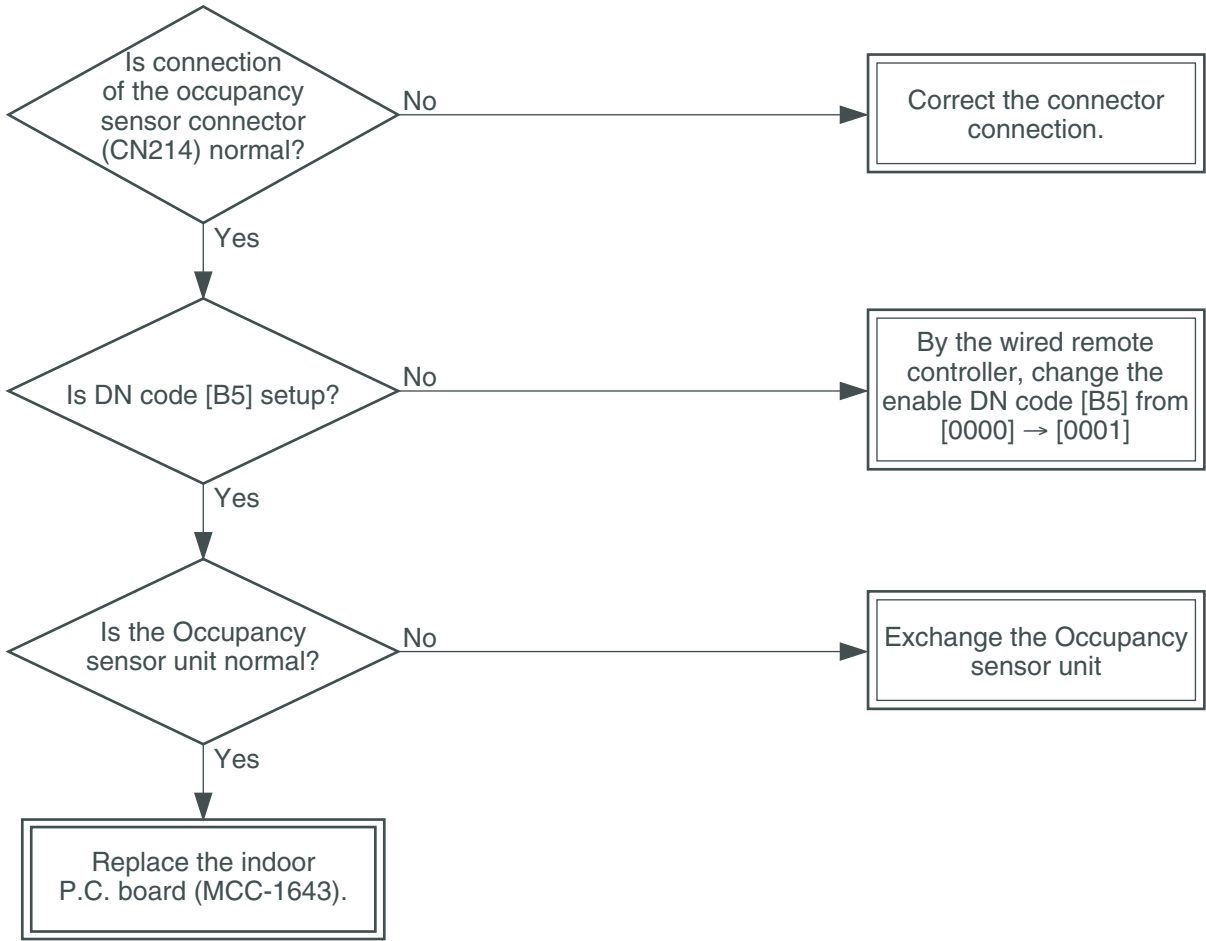 Is connection
of the occupancy
sensor connector
(CN214) normal?
No
Correct the connector
connection.
Yes
Is DN code [B5] setup?
No
By the wired remote
controller, change the
enable DN code [B5] from
[0000] → [0001]
Yes
Is the Occupancy
sensor unit normal?
No
Exchange the Occupancy
sensor unit
Yes
Replace the indoor
P.C. board (MCC-1643).